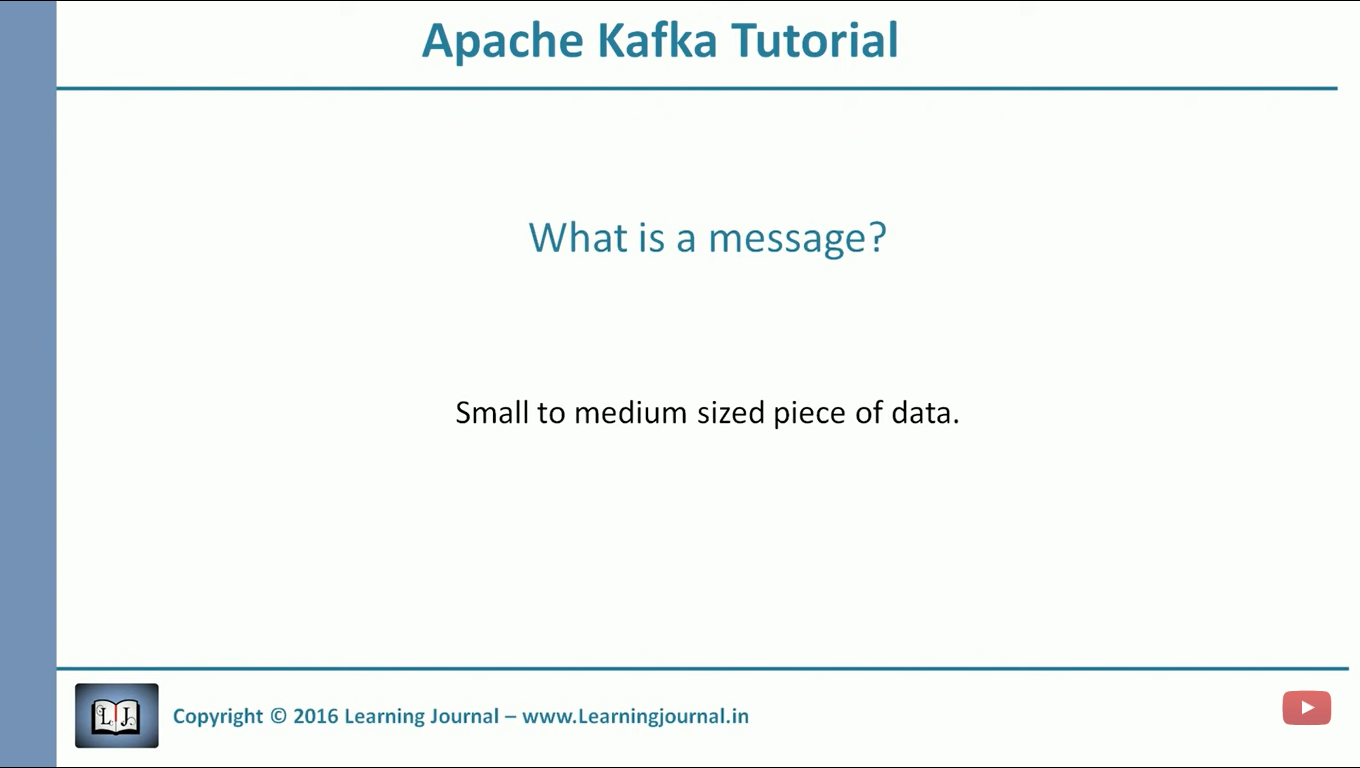 Apache Kafka Tutorial
What is a message?
Small to medium sized piece of data.
LJ
Copyright © 2016 Learning Journal – www.Learningjournal.in